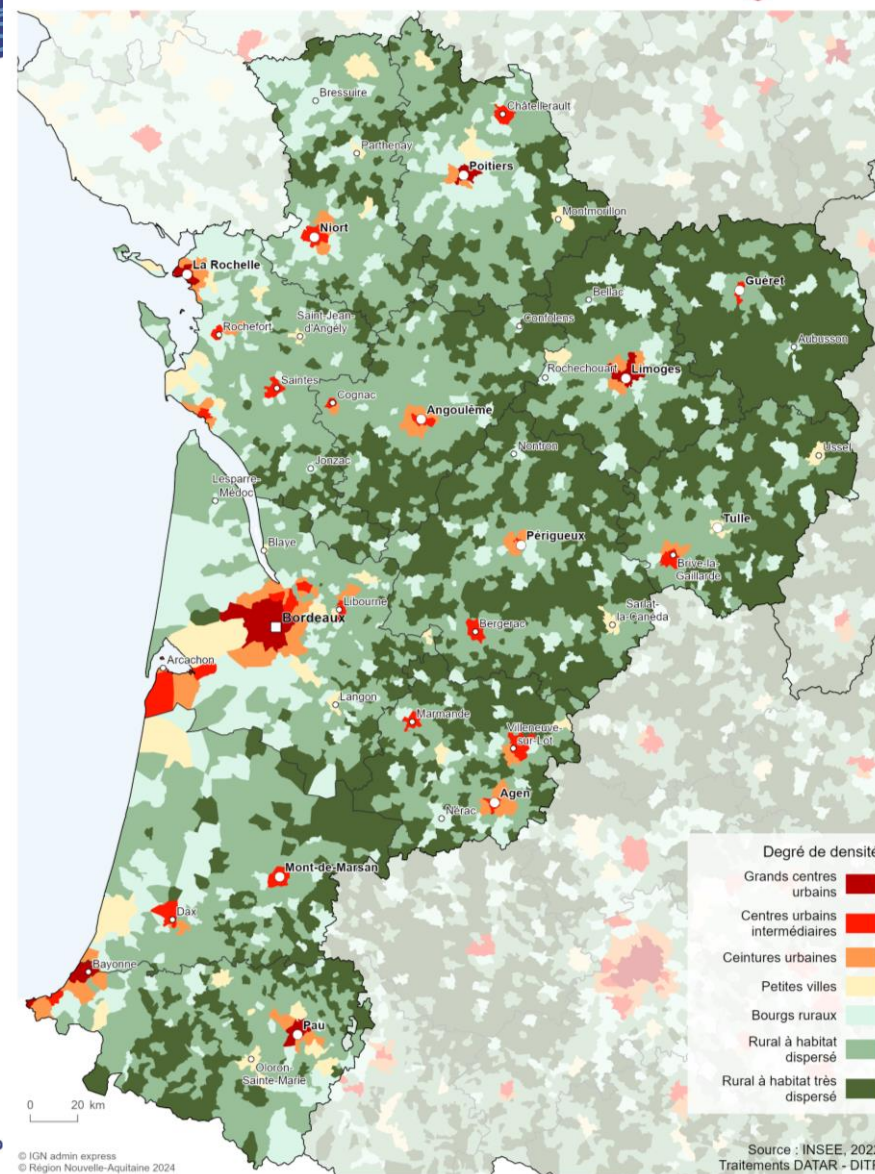 Bressuire
Châtellerault
Parthenay
Poitiers
Montmorillon
Niort
La Rochelle
Guéret
Bellac
Rochefort
Saint-Jean-
d'Angély
Confolens
Aubusson
Saintes
Cognac
Rochechouart
Limoges
Angoulême
Nontron
Ussel
Jonzac
Lesparre-
Médoc
Tulle
Périgueux
Blaye
Brive-la-
Gaillarde
Libourne
Bordeaux
Sarlat-
la-Canéda
Bergerac
Arcachon
Langon
Marmande
Villeneuve-
sur-Lot
Agen
Nérac
Mont-de-Marsan
Dax
Bayonne
Pau
Oloron-
Sainte-Marie
Degré de densité
Grands centres
urbains
Centres urbains
intermédiaires
Ceintures urbaines
Petites villes
Bourgs ruraux
Rural à habitat
dispersé
Rural à habitat très
dispersé
0 20 km
© IGN admin express
© Région Nouvelle-Aquitaine 2024
Source : INSEE, 2022
Traitements DATAR - DITP